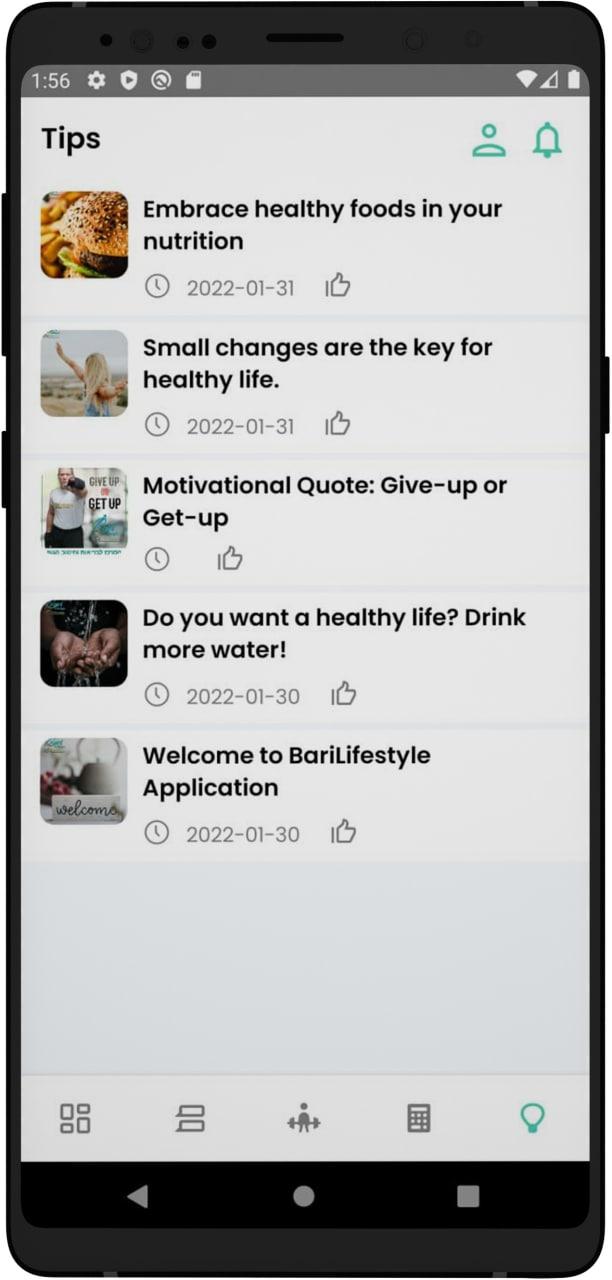 1:56
Tips
Embrace healthy foods in your
nutrition
2022-01-31
Small changes are the key for
healthy life.
2022-01-31
GIVE UP
GET UP
Motivational Quote: Give-up or
Get-up
Do you want a healthy life? Drink
more water!
2022-01-30
welcome
Welcome to BariLifestyle
Application
2022-01-30